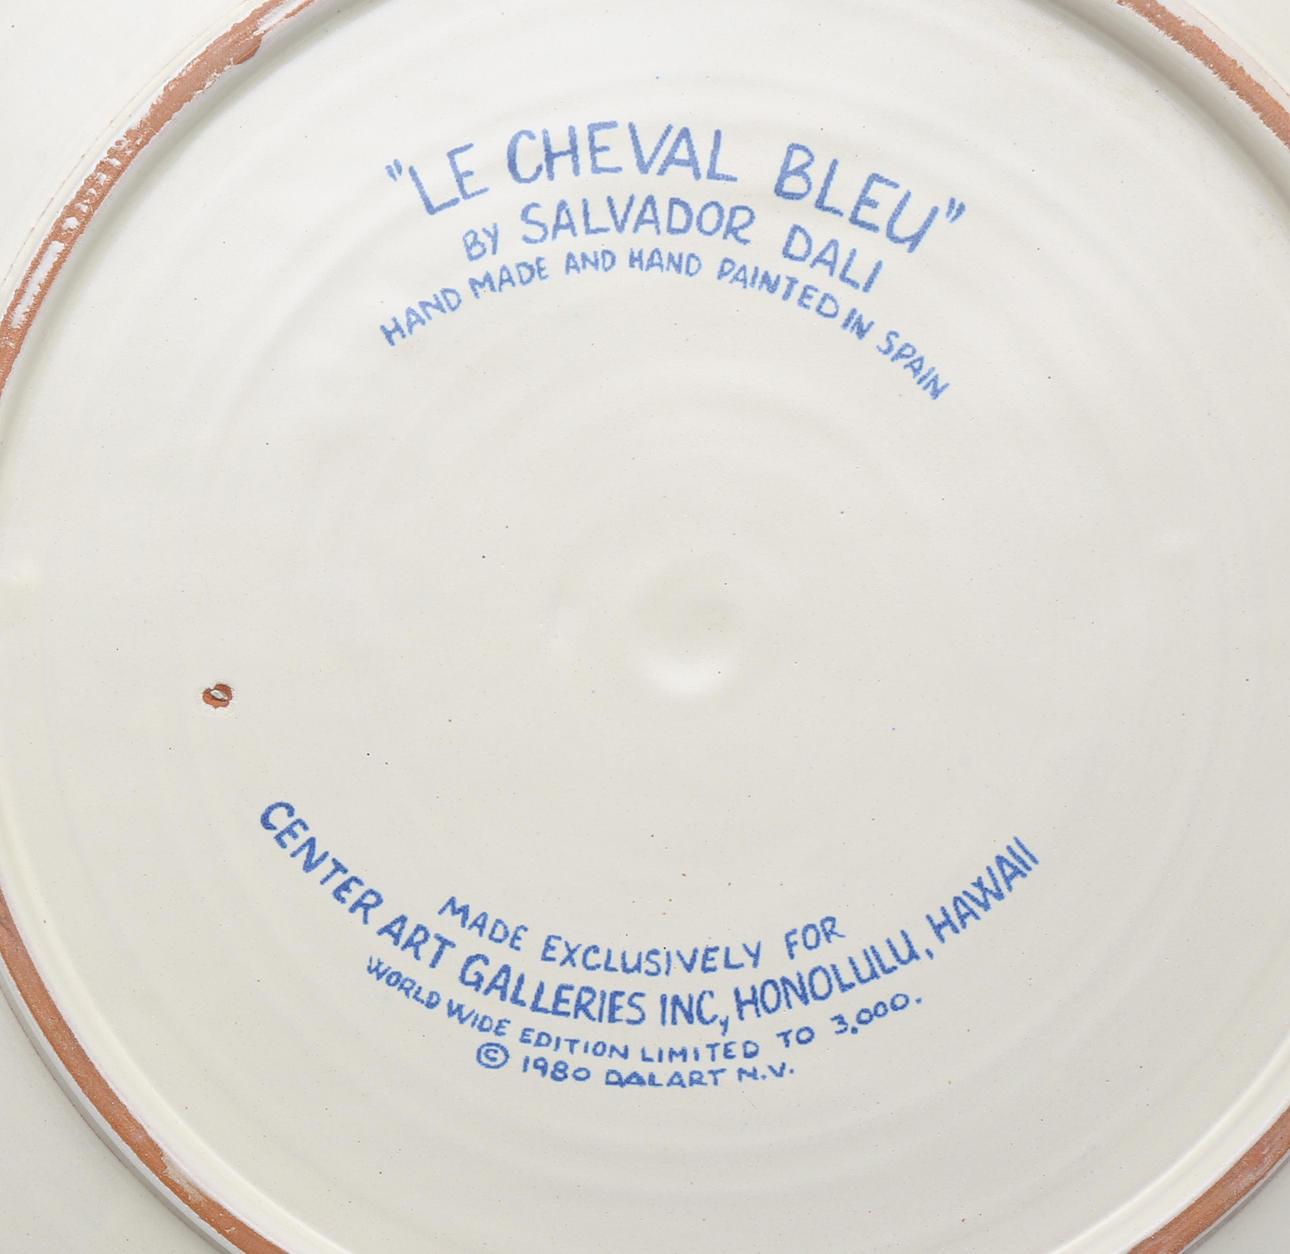 "LE CHEVAL BLEU"
BY SALVADOR DALI
HAND MADE AND HAND PAINTED IN SPAIN
MADE EXCLUSIVELY FOR
CENTER ART GALLERIES INC, HONOLULU, HAWAII
WORLD WIDE EDITION LIMITED TO 3,000.
© 1980 DALART N.V.